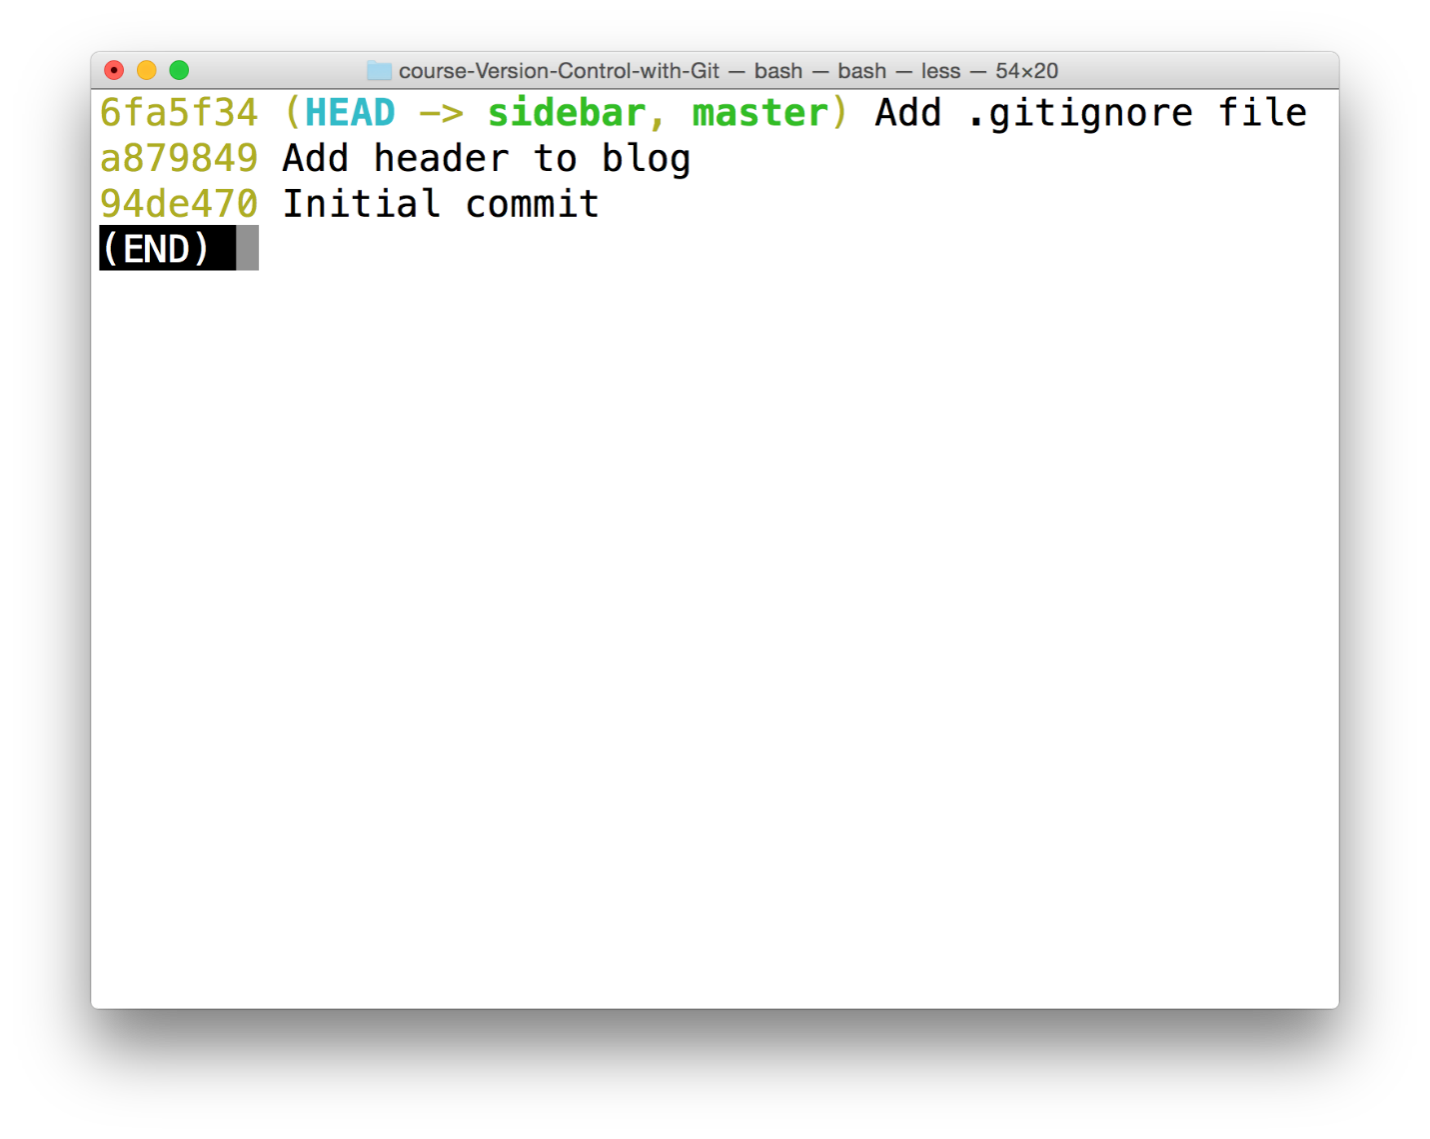 course-Version-Control-with-Git — bash — bash — less — 54×20
6fa5f34 (HEAD -> sidebar, master) Add .gitignore file
a879849 Add header to blog
94de470 Initial commit
(END)